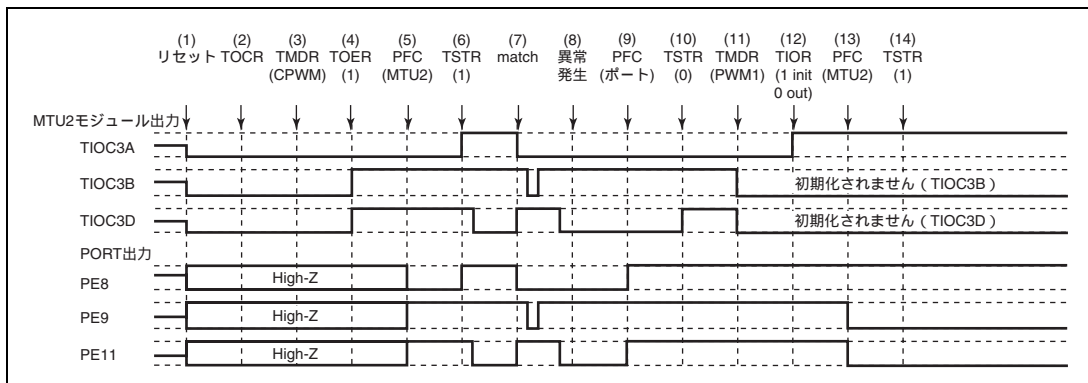 (1) (2) (3) (4) (5) (6) (7) (8) (9) (10) (11) (12) (13) (14)
リセット TOCR TMDR TOER PFC TSTR match 異常 PFC TSTR TMDR TIOR PFC TSTR
(CPWM) (1) (MTU2) (1) 発生 (ポート) (0) (PWM1) (1 init (MTU2) (1)
0 out)
MTU2モジュール出力
TIOC3A
TIOC3B 初期化されません（TIOC3B）
TIOC3D 初期化されません（TIOC3D）
PORT出力
PE8 High-Z
PE9 High-Z
PE11 High-Z